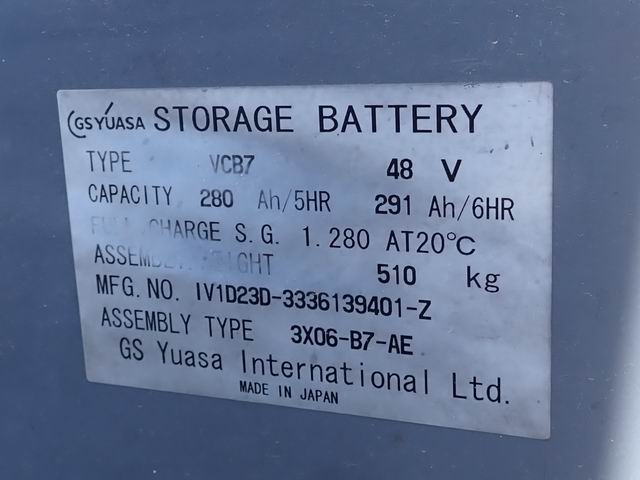 GS YUASA STORAGE BATTERY
TYPE VCB7 48 V
CAPACITY 280 Ah/5HR 291 Ah/6HR
CHARGE S.G. 1.280 AT20℃
510 kg
MFG.NO. IV1D23D-3336139401-Z
ASSEMBLY TYPE 3X06-B7-AE
GS Yuasa International Ltd.
MADE IN JAPAN